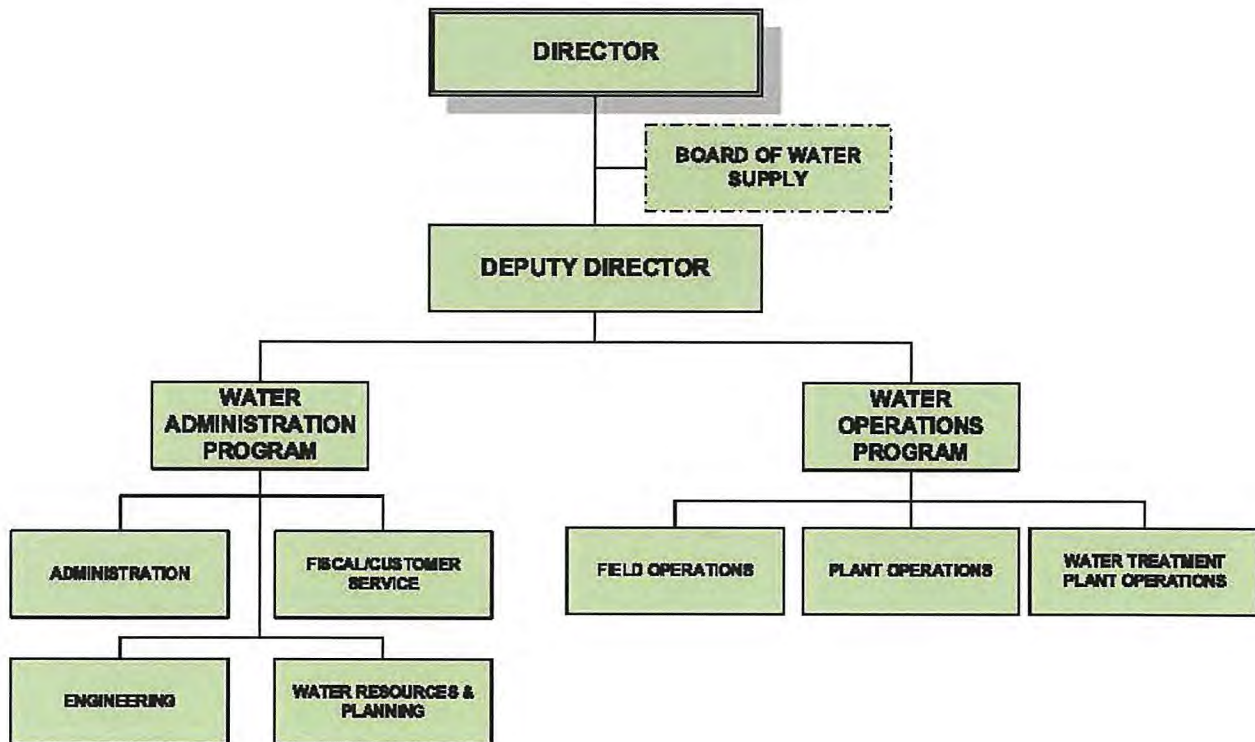 DIRECTOR
BOARD OF WATER
SUPPLY
DEPUTY DIRECTOR
WATER
ADMINISTRATION
PROGRAM
WATER
OPERATIONS
PROGRAM
ADMINISTRATION
FISCAL/CUSTOMER
SERVICE
FIELD OPERATIONS
PLANT OPERATIONS
WATER TREATMENT
PLANT OPERATIONS
ENGINEERING
WATER RESOURCES &
PLANNING